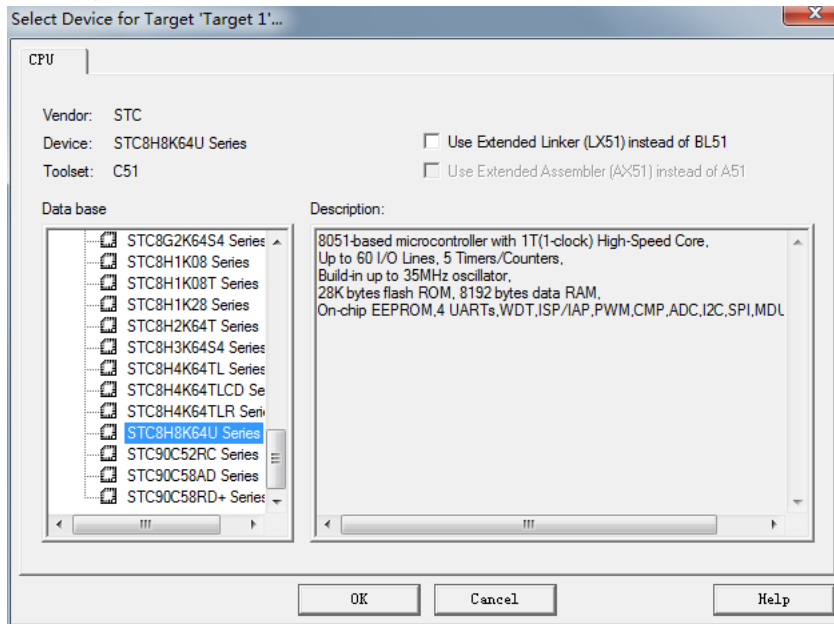 Select Device for Target 'Target 1'...
CPU
Vendor: STC
Device: STC8H8K64U Series
Toolset: C51
Use Extended Linker (LX51) instead of BL51
Use Extended Assembler (AX51) instead of A51
Data base
STC8G2K64S4 Series
STC8H1K08 Series
STC8H1K08T Series
STC8H1K28 Series
STC8H2K64T Series
STC8H3K64S4 Series
STC8H4K64TL Series
STC8H4K64TLCD Se
STC8H4K64TLR Seri
STC8H8K64U Series
STC90C52RC Series
STC90C58AD Series
STC90C58RD+ Series
Description:
8051-based microcontroller with 1T(1-clock) High-Speed Core,
Up to 60 I/O Lines, 5 Timers/Counters,
Build-in up to 35MHz oscillator,
28K bytes flash ROM, 8192 bytes data RAM,
On-chip EEPROM,4 UARTs,WDT,ISP/IAP,PWM,CMP,ADC,I2C,SPI,MDU
OK
Cancel
Help